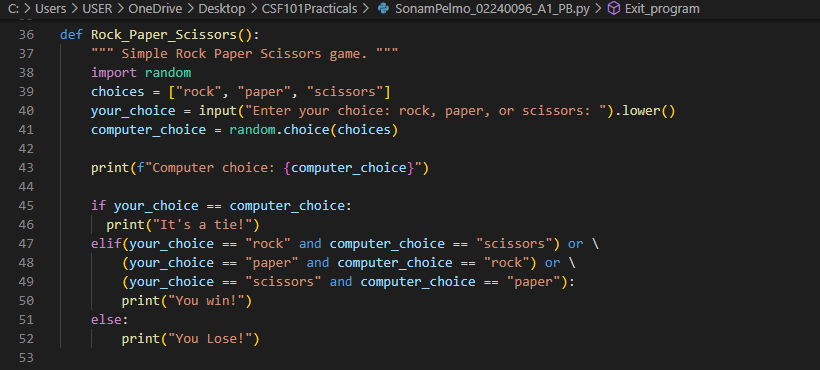 C: > Users > USER > OneDrive > Desktop > CSF101Practicals > SonamPelmo_02240096_A1_PB.py > Exit_program
36 def Rock_Paper_Scissors():
37     """ Simple Rock Paper Scissors game. """
38     import random
39     choices = ["rock", "paper", "scissors"]
40     your_choice = input("Enter your choice: rock, paper, or scissors: ").lower()
41     computer_choice = random.choice(choices)
42
43     print(f"Computer choice: {computer_choice}")
44
45     if your_choice == computer_choice:
46       print("It's a tie!")
47     elif(your_choice == "rock" and computer_choice == "scissors") or \
48         (your_choice == "paper" and computer_choice == "rock") or \
49         (your_choice == "scissors" and computer_choice == "paper"):
50         print("You win!")
51     else:
52         print("You Lose!")
53